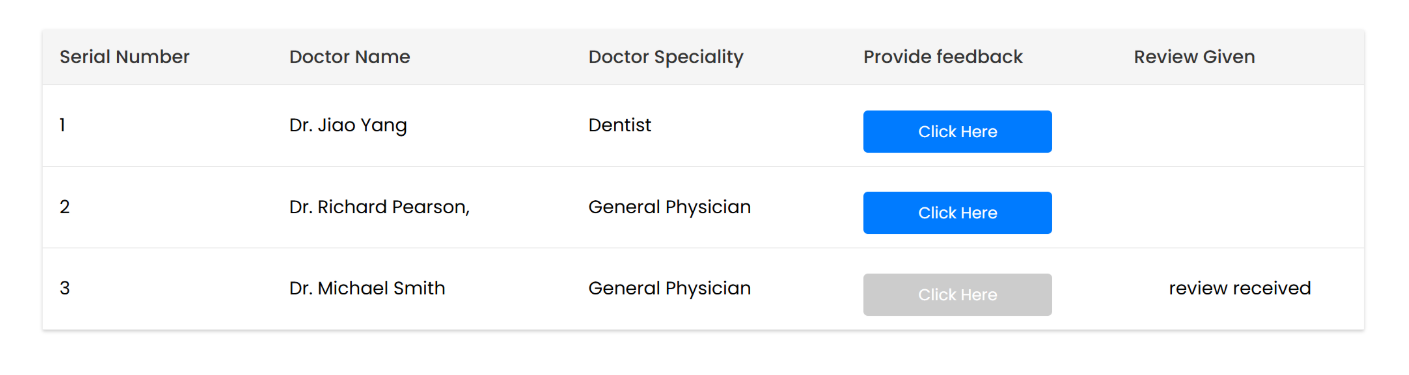 Serial Number Doctor Name Doctor Speciality Provide feedback Review Given
1 Dr. Jiao Yang Dentist Click Here
2 Dr. Richard Pearson, General Physician Click Here
3 Dr. Michael Smith General Physician Click Here review received